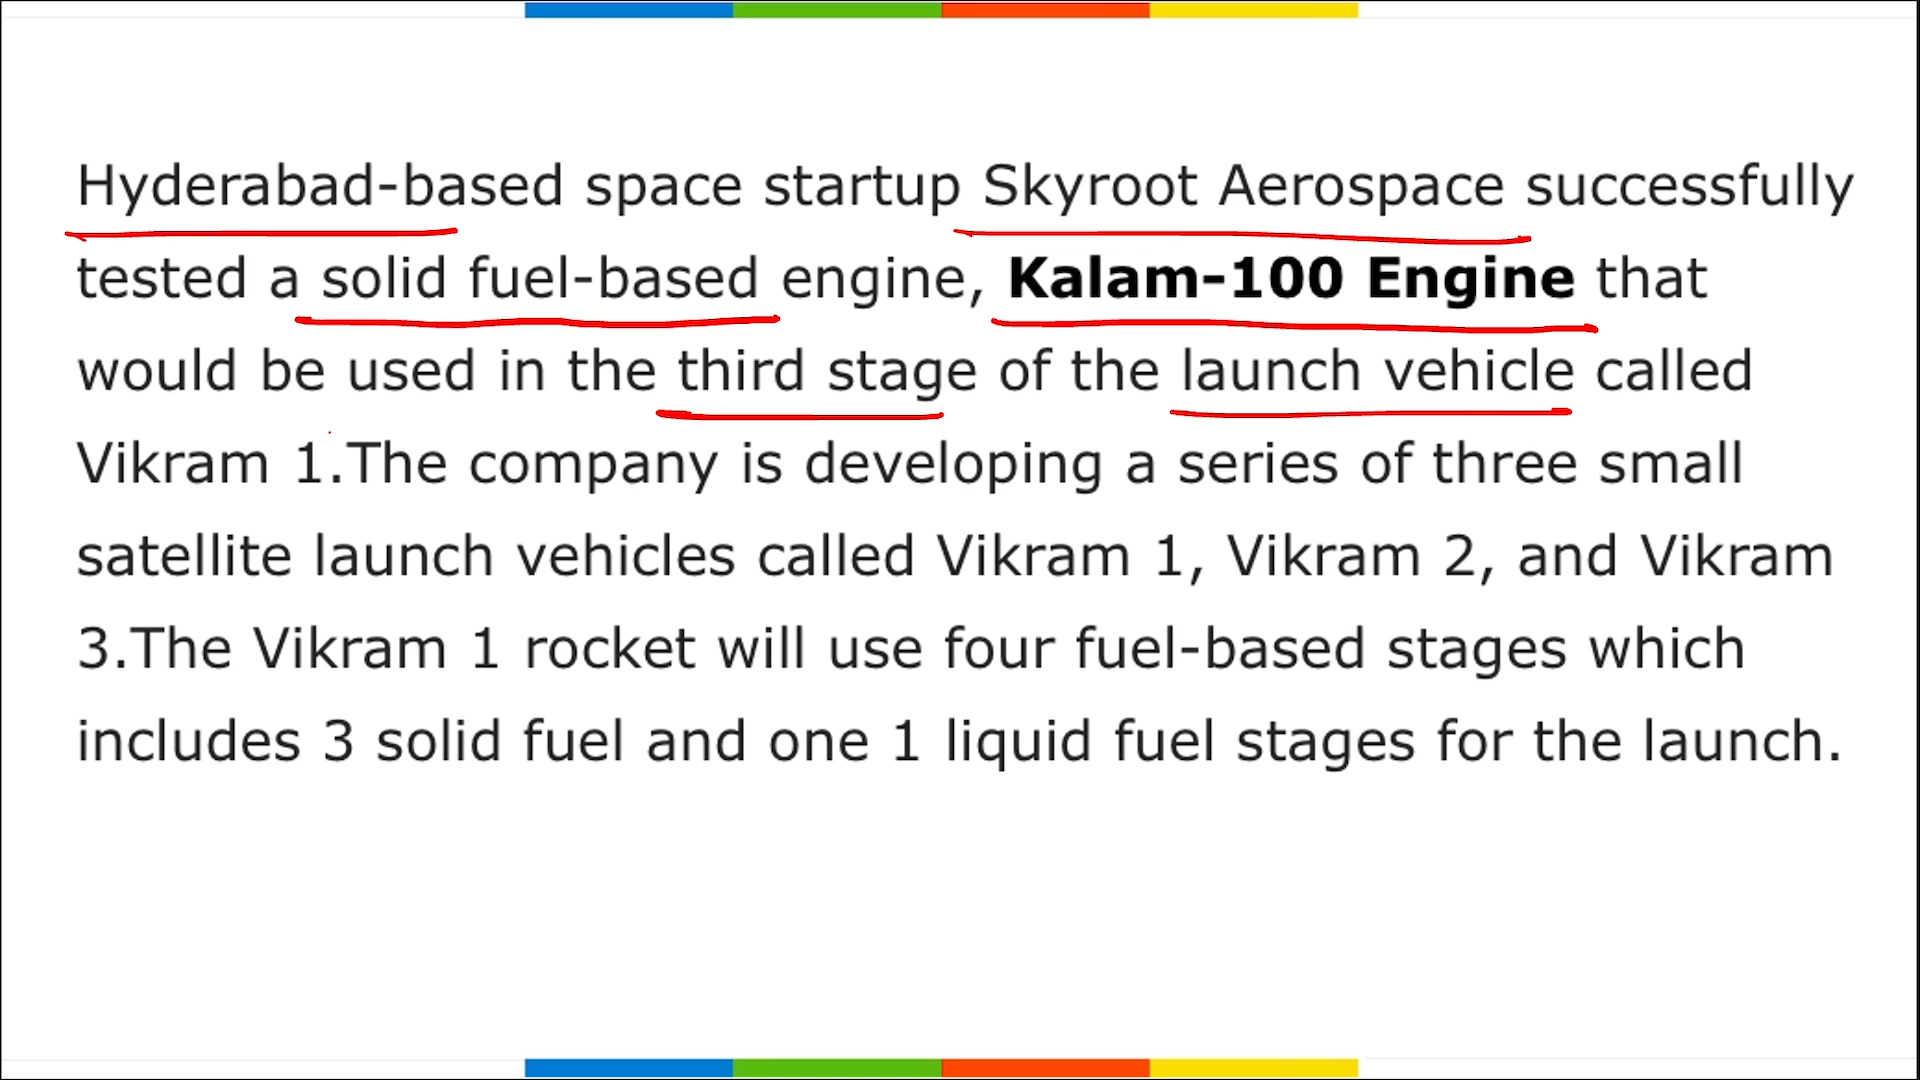 Hyderabad-based space startup Skyroot Aerospace successfully
tested a solid fuel-based engine, Kalam-100 Engine that
would be used in the third stage of the launch vehicle called
Vikram 1.The company is developing a series of three small
satellite launch vehicles called Vikram 1, Vikram 2, and Vikram
3.The Vikram 1 rocket will use four fuel-based stages which
includes 3 solid fuel and one 1 liquid fuel stages for the launch.